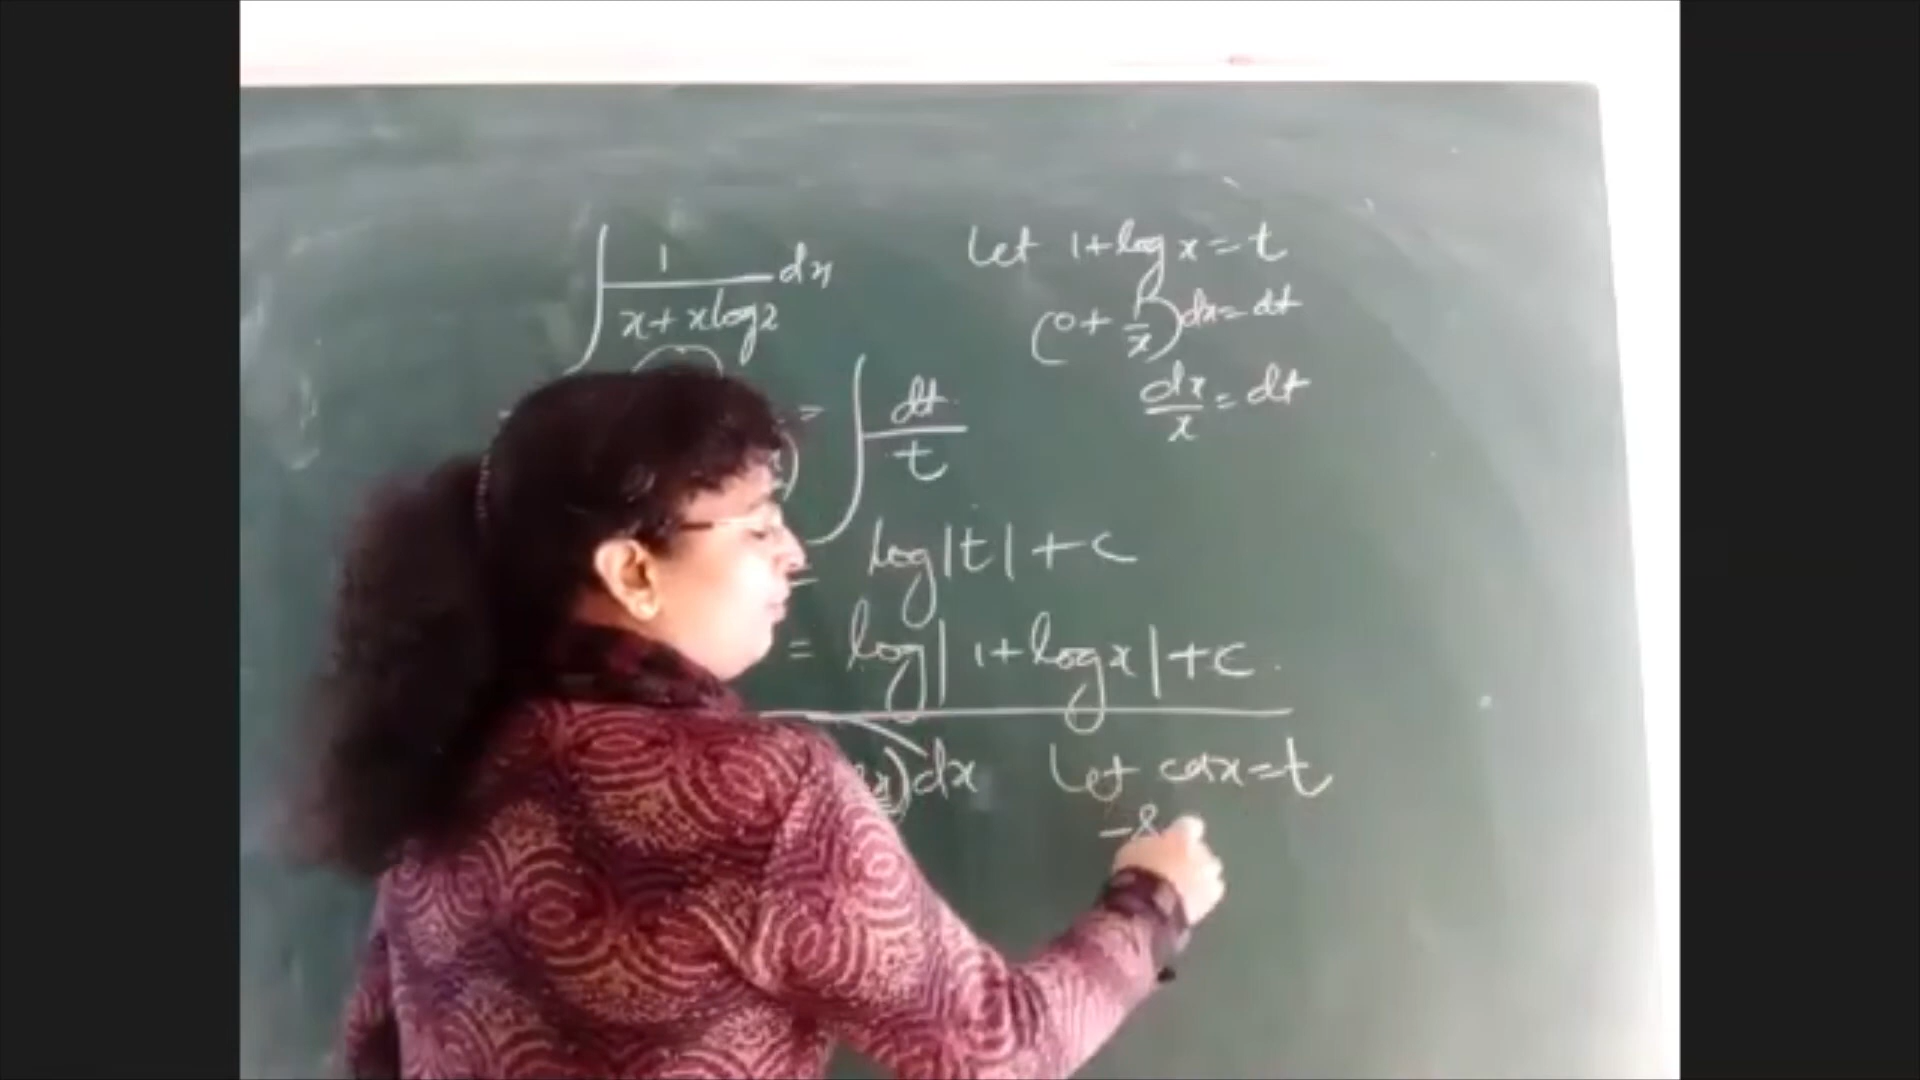 ∫ 1/(x + x log x) dx
Let 1 + log x = t
(0 + 1/x) dx = dt
dx/x = dt
= ∫ dt/t
= log|t| + c
= log|1 + log x| + c.
dx Let cos x = t